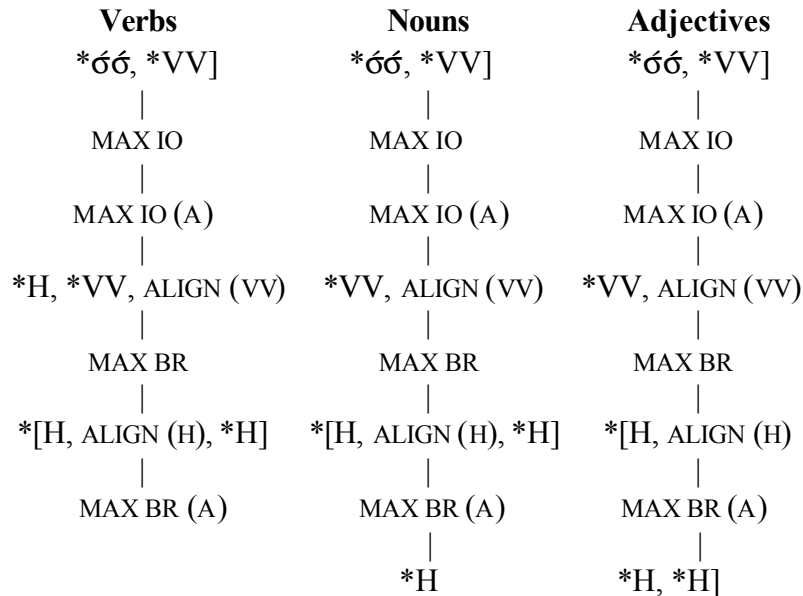 Verbs Nouns Adjectives
*σ́σ́, *VV] *σ́σ́, *VV] *σ́σ́, *VV]
MAX IO MAX IO MAX IO
MAX IO (A) MAX IO (A) MAX IO (A)
*H, *VV, ALIGN (VV) *VV, ALIGN (VV) *VV, ALIGN (VV)
MAX BR MAX BR MAX BR
*[H, ALIGN (H), *H] *[H, ALIGN (H), *H] *[H, ALIGN (H)
MAX BR (A) MAX BR (A) MAX BR (A)
*H *H, *H]